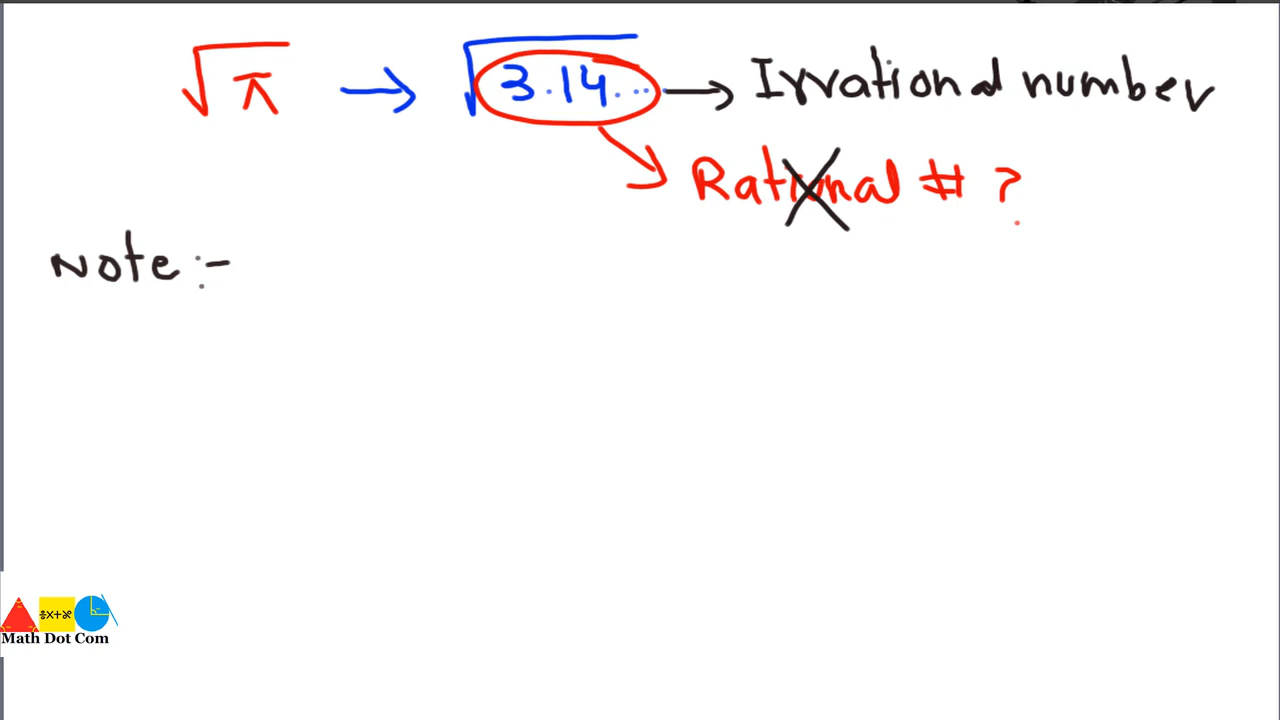 √π → √3.14... → Irrational number
Rational # ?
Note :-
÷×+
Math Dot Com